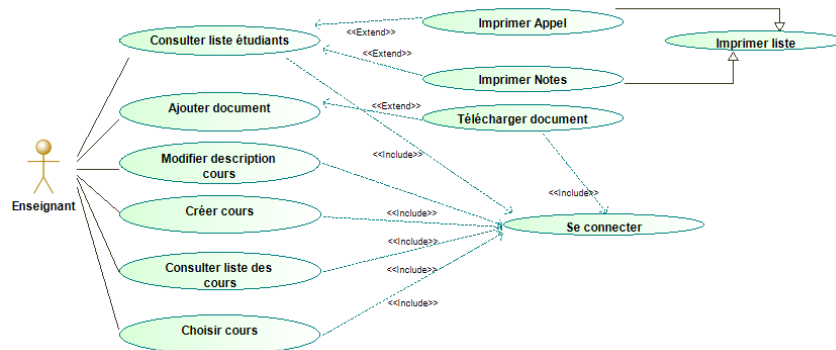 Imprimer Appel
Consulter liste étudiants
<<Extend>>
Imprimer liste
<<Extend>>
Imprimer Notes
Ajouter document
<<Extend>>
Télécharger document
Modifier description
cours
<<Include>>
<<Include>>
Enseignant
Créer cours
<<Include>>
Se connecter
<<Include>>
Consulter liste des
cours
<<Include>>
<<Include>>
Choisir cours